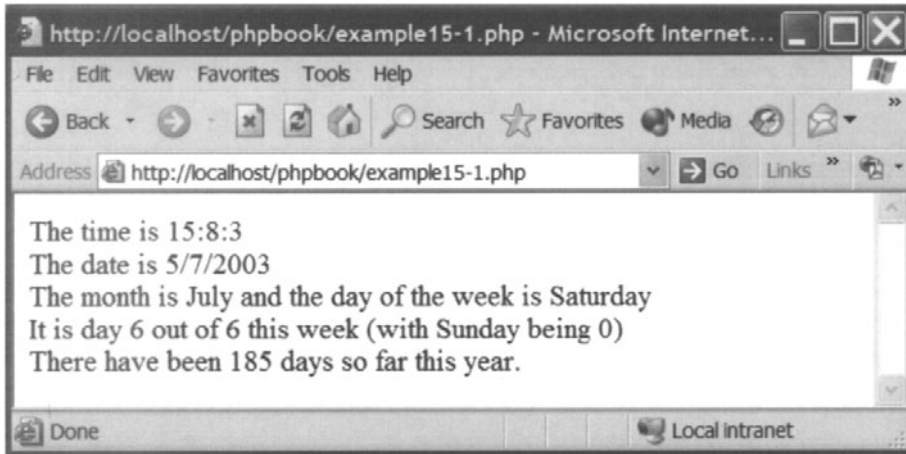 http://localhost/phpbook/example15-1.php - Microsoft Internet...
File Edit View Favorites Tools Help
Back Search Favorites Media »
Address http://localhost/phpbook/example15-1.php Go Links »
The time is 15:8:3
The date is 5/7/2003
The month is July and the day of the week is Saturday
It is day 6 out of 6 this week (with Sunday being 0)
There have been 185 days so far this year.
Done Local intranet